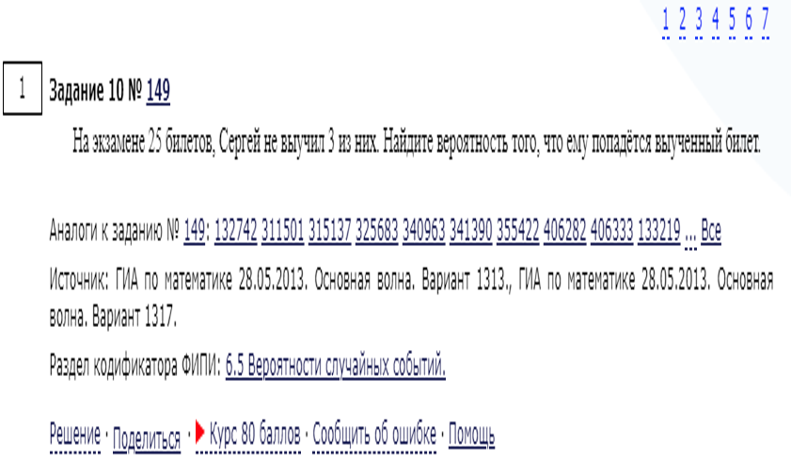 1 2 3 4 5 6 7
1 Задание 10 № 149
На экзамене 25 билетов, Сергей не выучил 3 из них. Найдите вероятность того, что ему попадётся выученный билет.
Аналоги к заданию № 149: 132742 311501 315137 325683 340963 341390 355422 406282 406333 133219 ... Все
Источник: ГИА по математике 28.05.2013. Основная волна. Вариант 1313., ГИА по математике 28.05.2013. Основная
волна. Вариант 1317.
Раздел кодификатора ФИПИ: 6.5 Вероятности случайных событий.
Решение · Поделиться · Курс 80 баллов · Сообщить об ошибке · Помощь